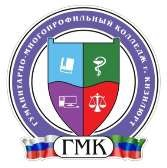 ГУМАНИТАРНО-МНОГОПРОФИЛЬНЫЙ КОЛЛЕДЖ г. КИЗИЛЮРТ
ГМК